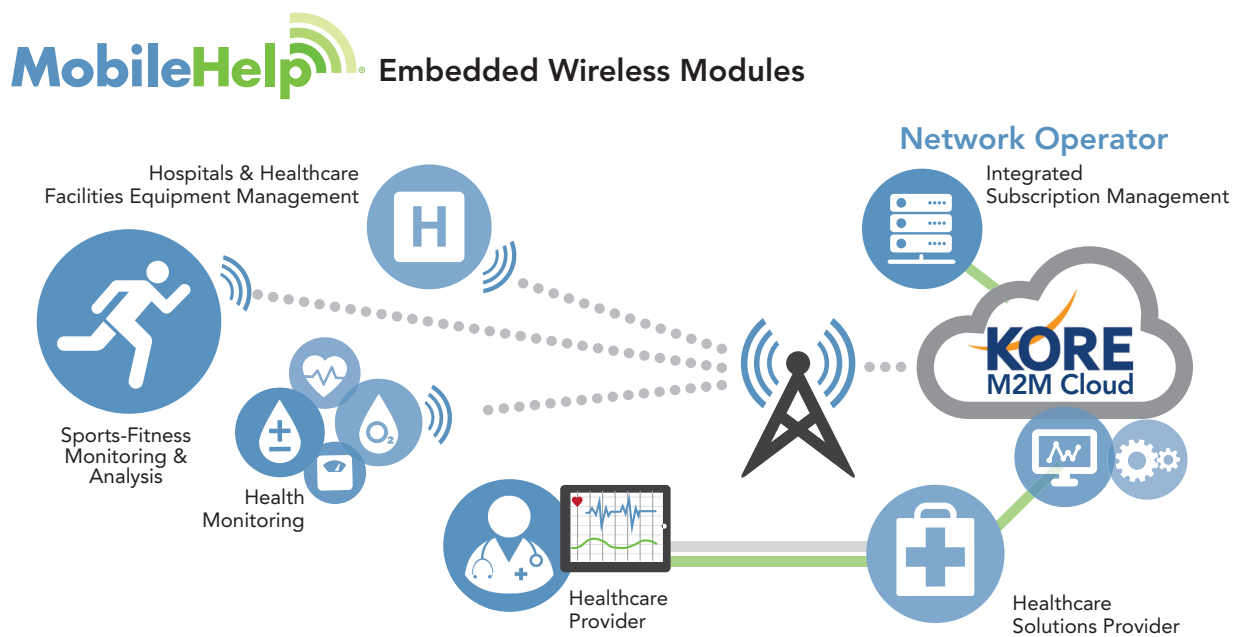 MobileHelp® Embedded Wireless Modules
Network Operator
Hospitals & Healthcare
Facilities Equipment Management
Integrated
Subscription Management
H
KORE
M2M Cloud
O₂
Sports-Fitness
Monitoring &
Analysis
Health
Monitoring
Healthcare
Provider
Healthcare
Solutions Provider